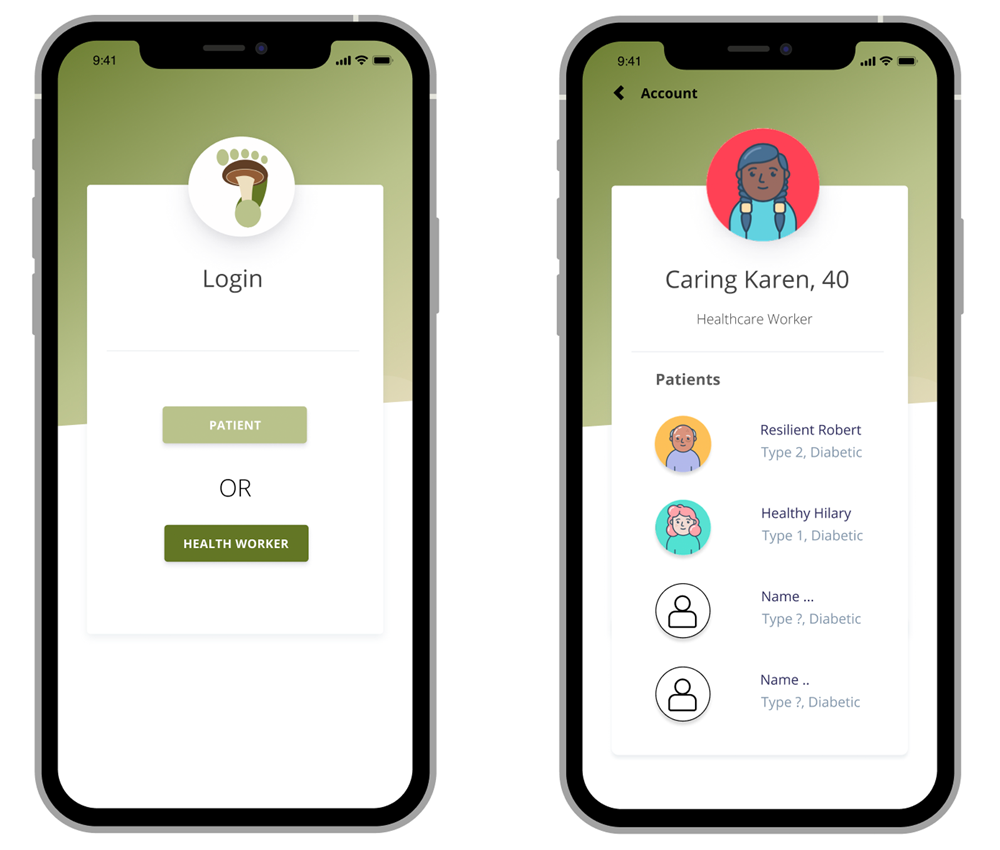 9:41
Login
PATIENT
OR
HEALTH WORKER
9:41
Account
Caring Karen, 40
Healthcare Worker
Patients
Resilient Robert
Type 2, Diabetic
Healthy Hilary
Type 1, Diabetic
Name ...
Type ?, Diabetic
Name ..
Type ?, Diabetic